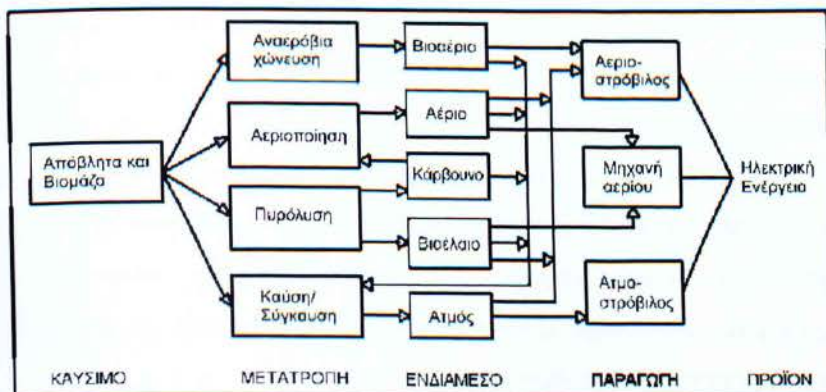 Αναερόβια
χώνευση
Βιοαέριο
Αεριο-
στρόβιλος
Αεριοποίηση
Αέριο
Απόβλητα και
Βιομάζα
Κάρβουνο
Μηχανή
αερίου
Ηλεκτρική
Ενέργεια
Πυρόλυση
Βιοέλαιο
Καύση/
Σύγκαυση
Ατμός
Ατμο-
στρόβιλος
ΚΑΥΣΙΜΟ ΜΕΤΑΤΡΟΠΗ ΕΝΔΙΑΜΕΣΟ ΠΑΡΑΓΩΓΗ ΠΡΟΪΟΝ